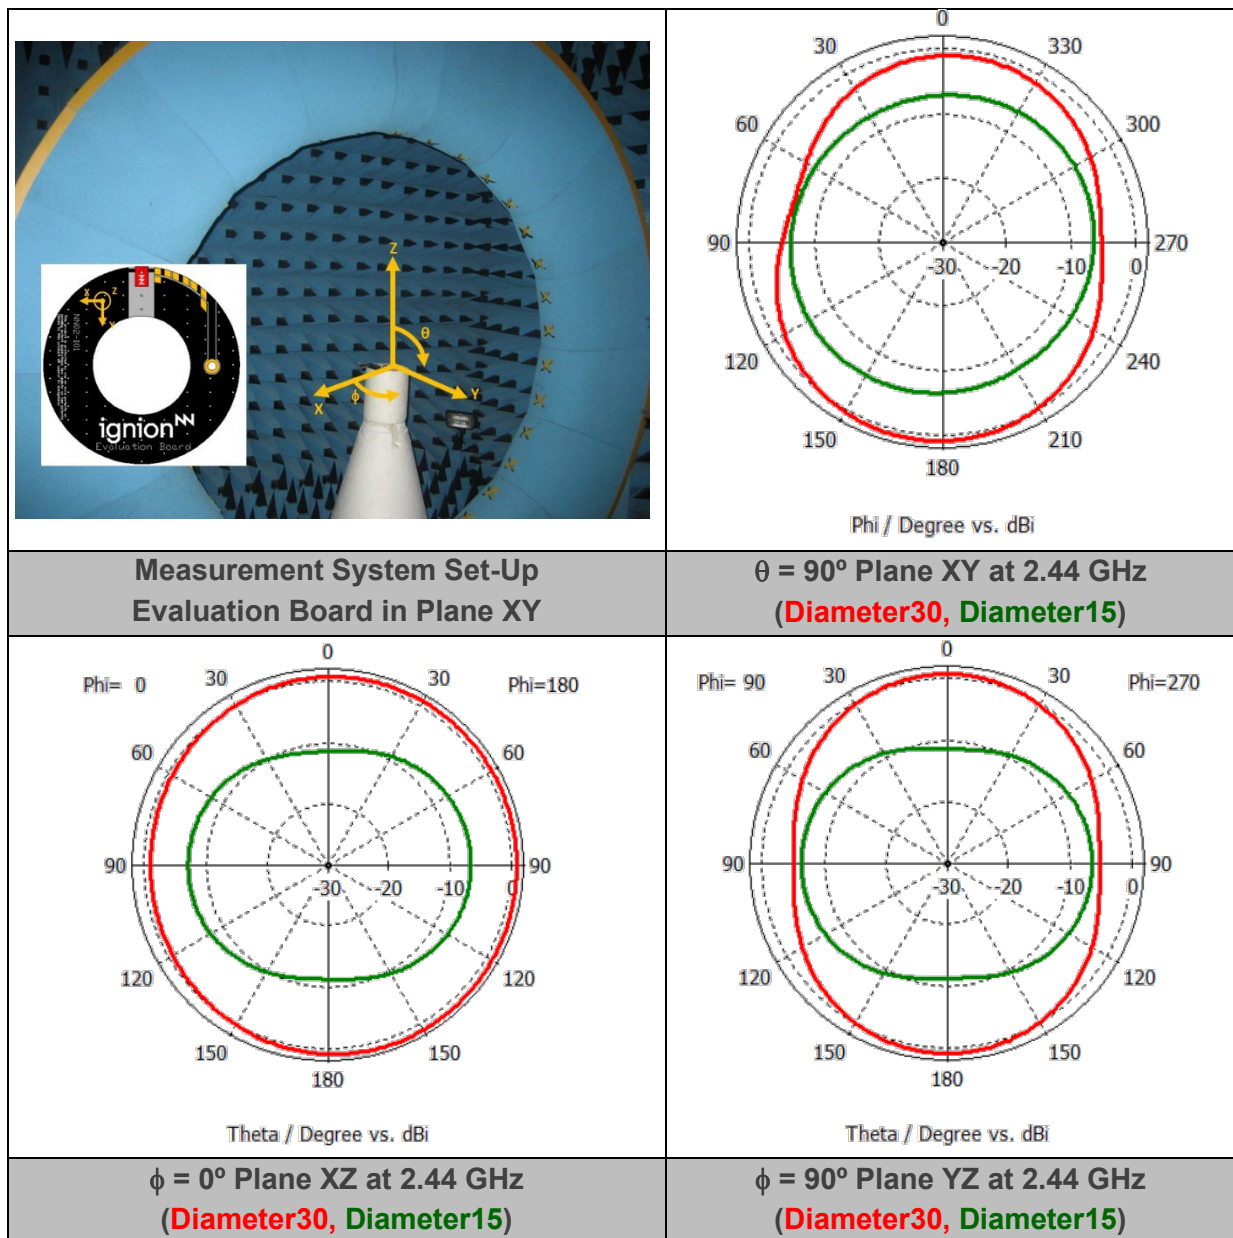 Z
θ
X
ϕ
Y
x
z
Y
NN02-101
ignion
Evaluation Board
0
30
330
60
300
90
-30
-20
-10
0
270
120
240
150
210
180
Phi / Degree vs. dBi
Measurement System Set-Up
Evaluation Board in Plane XY
θ = 90º Plane XY at 2.44 GHz
(Diameter30, Diameter15)
0
Phi= 0
30
30
Phi=180
60
60
90
-30
-20
-10
0
90
120
120
150
150
180
Theta / Degree vs. dBi
0
Phi= 90
30
30
Phi=270
60
60
90
-30
-20
-10
0
90
120
120
150
150
180
Theta / Degree vs. dBi
ϕ = 0º Plane XZ at 2.44 GHz
(Diameter30, Diameter15)
ϕ = 90º Plane YZ at 2.44 GHz
(Diameter30, Diameter15)